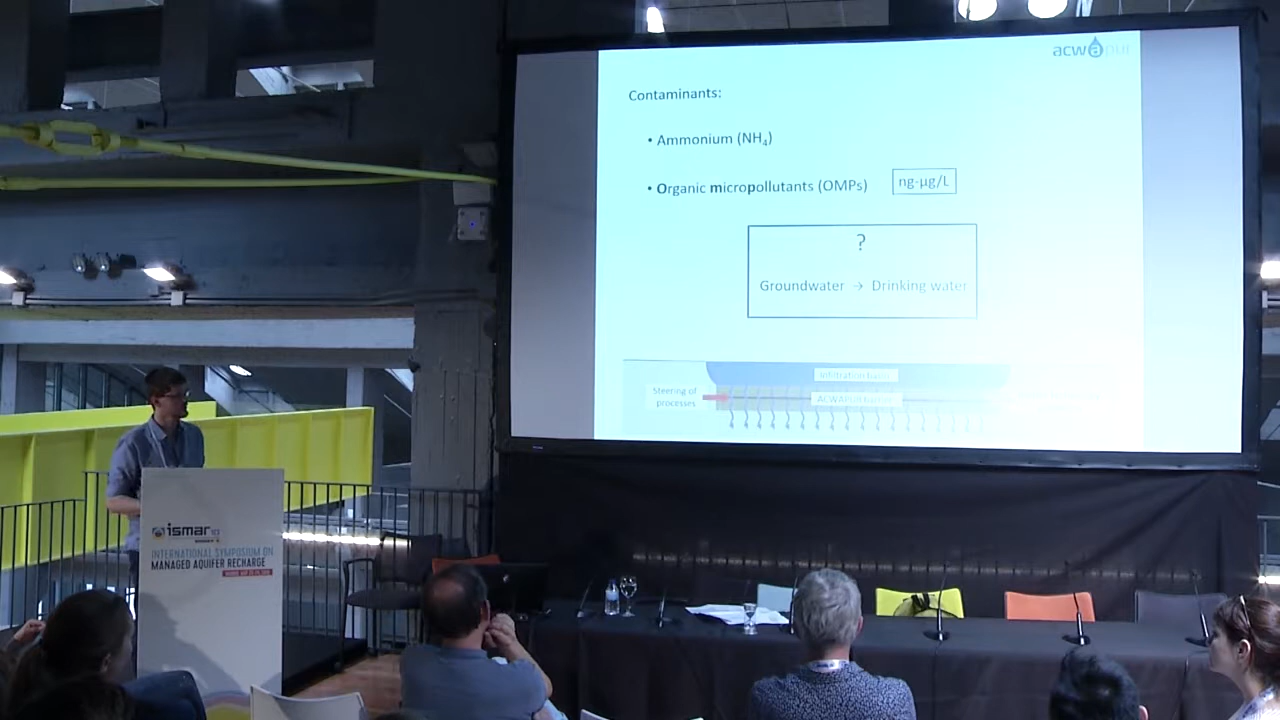 acwapur
Contaminants:
• Ammonium (NH₄)
• Organic micropollutants (OMPs)
ng-µg/L
?
Groundwater → Drinking water
Infiltration basin
Steering of
processes
ismar10
INTERNATIONAL SYMPOSIUM ON
MANAGED AQUIFER RECHARGE